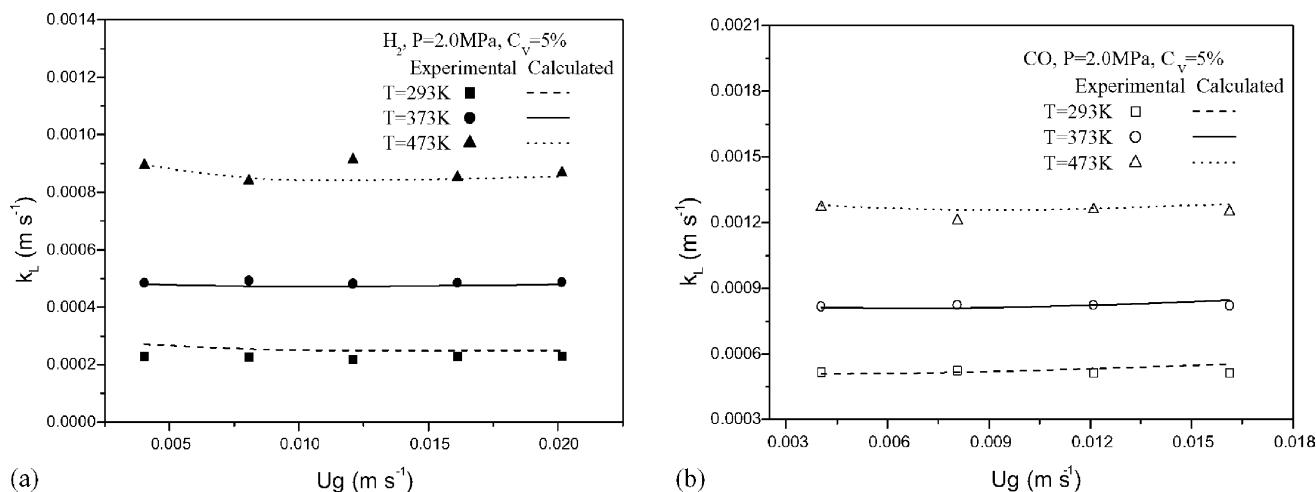 0.0014
0.0012
0.0010
0.0008
0.0006
0.0004
0.0002
0.0000
k_L (m s⁻¹)
H₂, P=2.0MPa, C_V=5%
Experimental Calculated
T=293K
T=373K
T=473K
0.005 0.010 0.015 0.020
Ug (m s⁻¹)
(a)
0.0021
0.0018
0.0015
0.0012
0.0009
0.0006
0.0003
k_L (m s⁻¹)
CO, P=2.0MPa, C_V=5%
Experimental Calculated
T=293K
T=373K
T=473K
0.003 0.006 0.009 0.012 0.015 0.018
Ug (m s⁻¹)
(b)